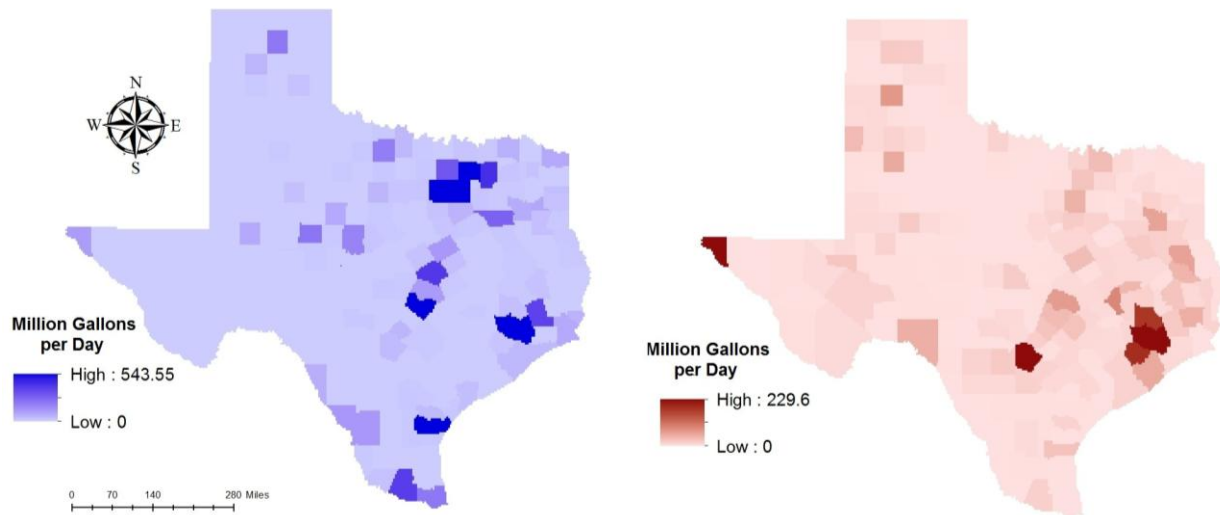 N
W E
S
Million Gallons
per Day
High : 543.55
Low : 0
0 70 140 280 Miles
Million Gallons
per Day
High : 229.6
Low : 0